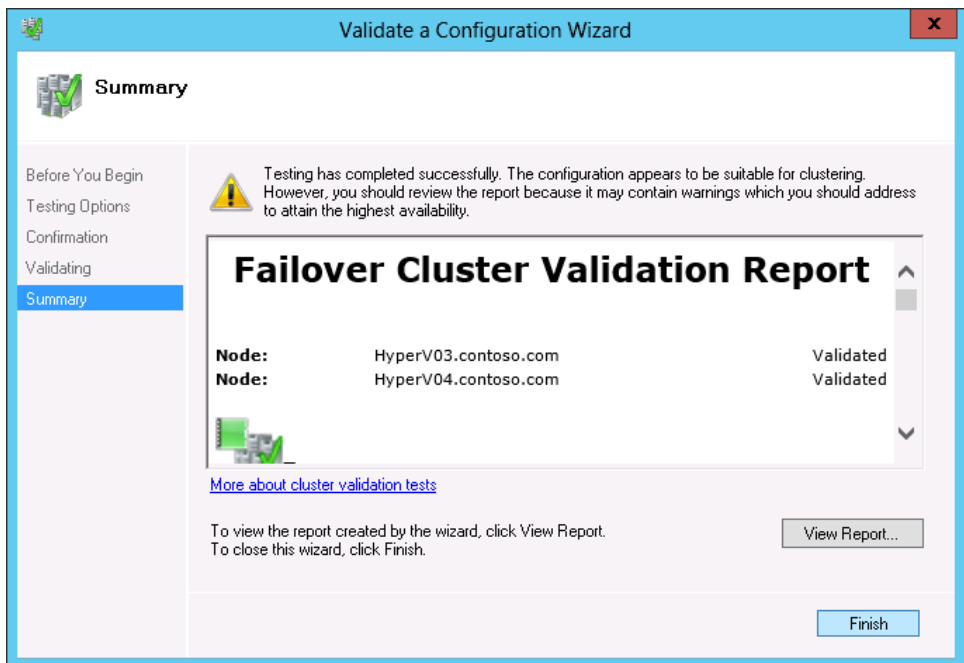 Validate a Configuration Wizard
X
Summary
Before You Begin
Testing Options
Confirmation
Validating
Summary
Testing has completed successfully. The configuration appears to be suitable for clustering.
However, you should review the report because it may contain warnings which you should address
to attain the highest availability.
Failover Cluster Validation Report
Node: HyperV03.contoso.com Validated
Node: HyperV04.contoso.com Validated
More about cluster validation tests
To view the report created by the wizard, click View Report.
To close this wizard, click Finish.
View Report...
Finish